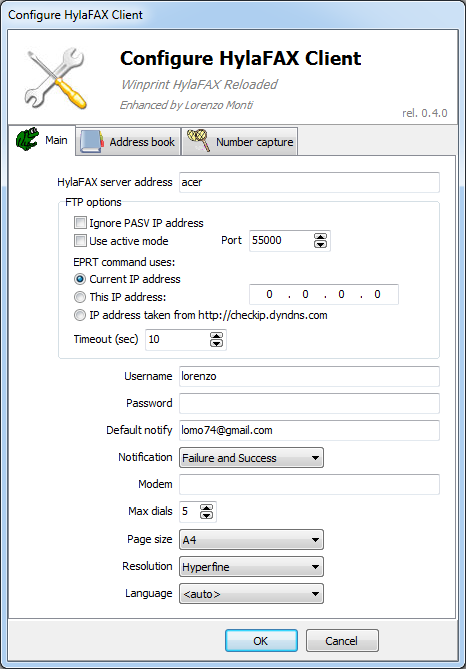 Configure HylaFAX Client
Configure HylaFAX Client
Winprint HylaFAX Reloaded
Enhanced by Lorenzo Monti
rel. 0.4.0
Main Address book Number capture
HylaFAX server address acer
FTP options
Ignore PASV IP address
Use active mode Port 55000
EPRT command uses:
Current IP address
This IP address: 0 . 0 . 0 . 0
IP address taken from http://checkip.dyndns.com
Timeout (sec) 10
Username lorenzo
Password
Default notify lomo74@gmail.com
Notification Failure and Success
Modem
Max dials 5
Page size A4
Resolution Hyperfine
Language <auto>
OK Cancel